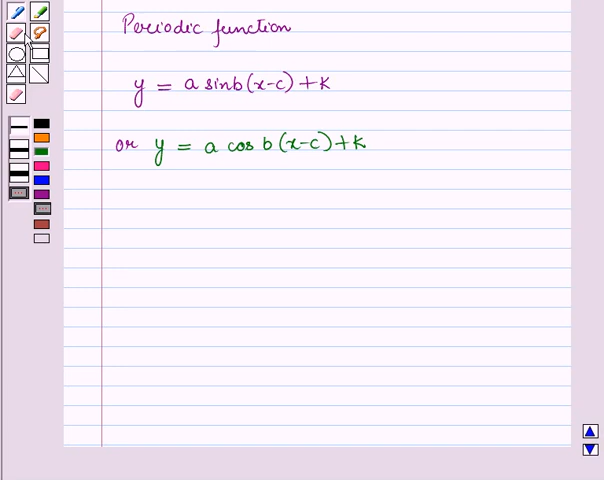 Periodic function
y = a sinb(x-c)+k
or y = a cos b(x-c)+k